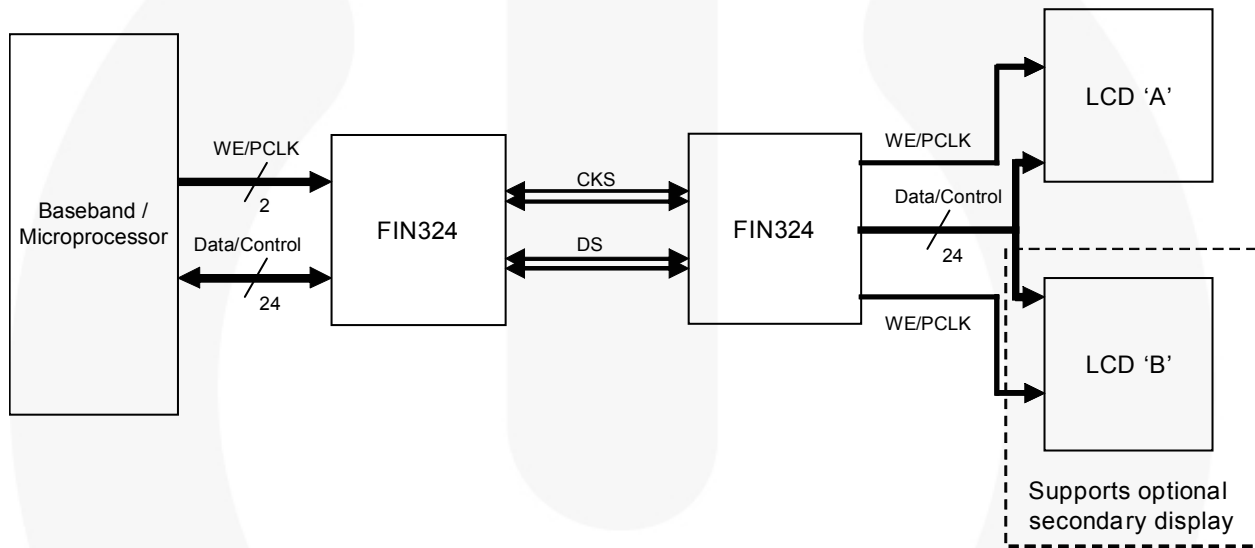 Baseband /
Microprocessor
WE/PCLK
2
Data/Control
24
FIN324
CKS
DS
FIN324
WE/PCLK
Data/Control
24
WE/PCLK
LCD ‘A’
LCD ‘B’
Supports optional
secondary display